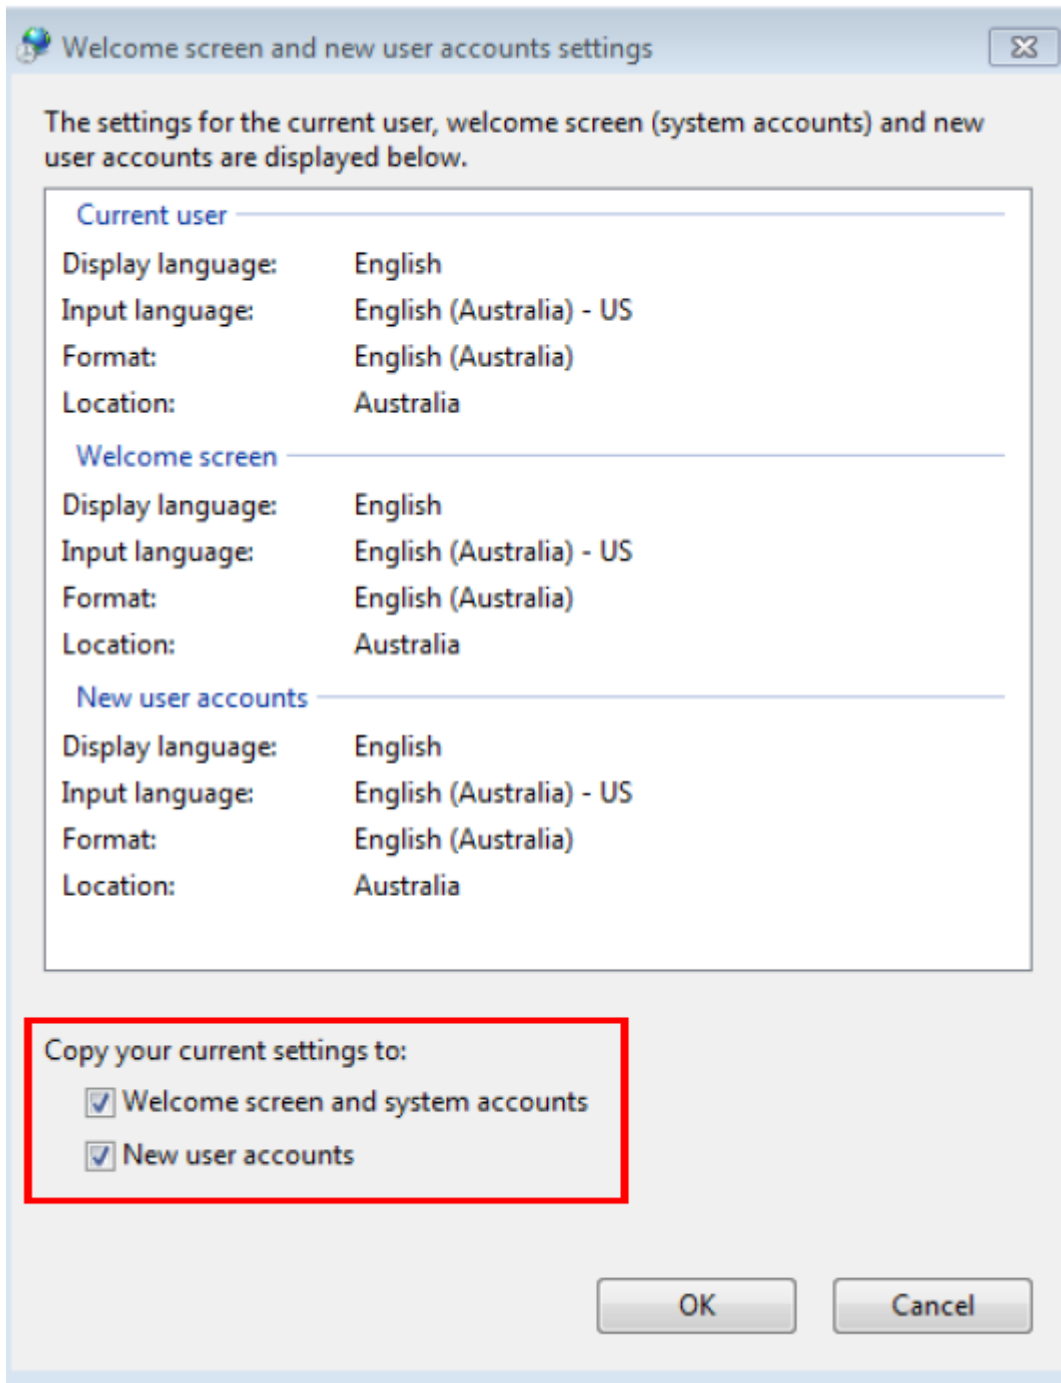 Welcome screen and new user accounts settings
The settings for the current user, welcome screen (system accounts) and new
user accounts are displayed below.
Current user
Display language: English
Input language: English (Australia) - US
Format: English (Australia)
Location: Australia
Welcome screen
Display language: English
Input language: English (Australia) - US
Format: English (Australia)
Location: Australia
New user accounts
Display language: English
Input language: English (Australia) - US
Format: English (Australia)
Location: Australia
Copy your current settings to:
Welcome screen and system accounts
New user accounts
OK Cancel